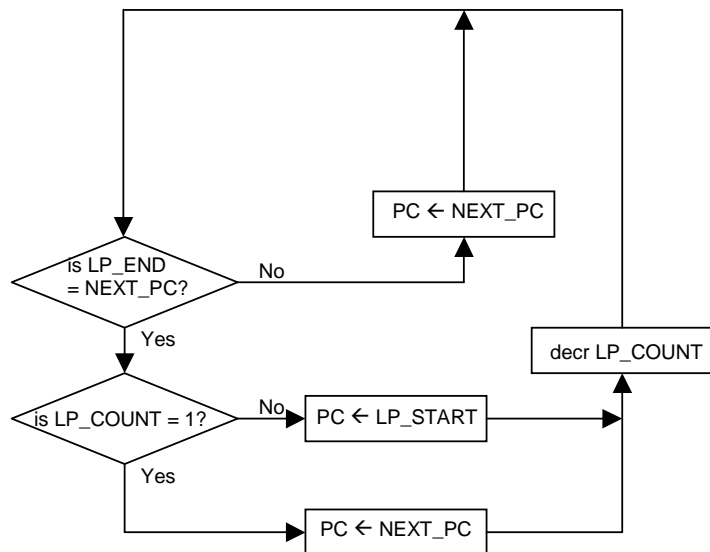 PC ← NEXT_PC
is LP_END
= NEXT_PC?
No
Yes
decr LP_COUNT
is LP_COUNT = 1?
No
PC ← LP_START
Yes
PC ← NEXT_PC